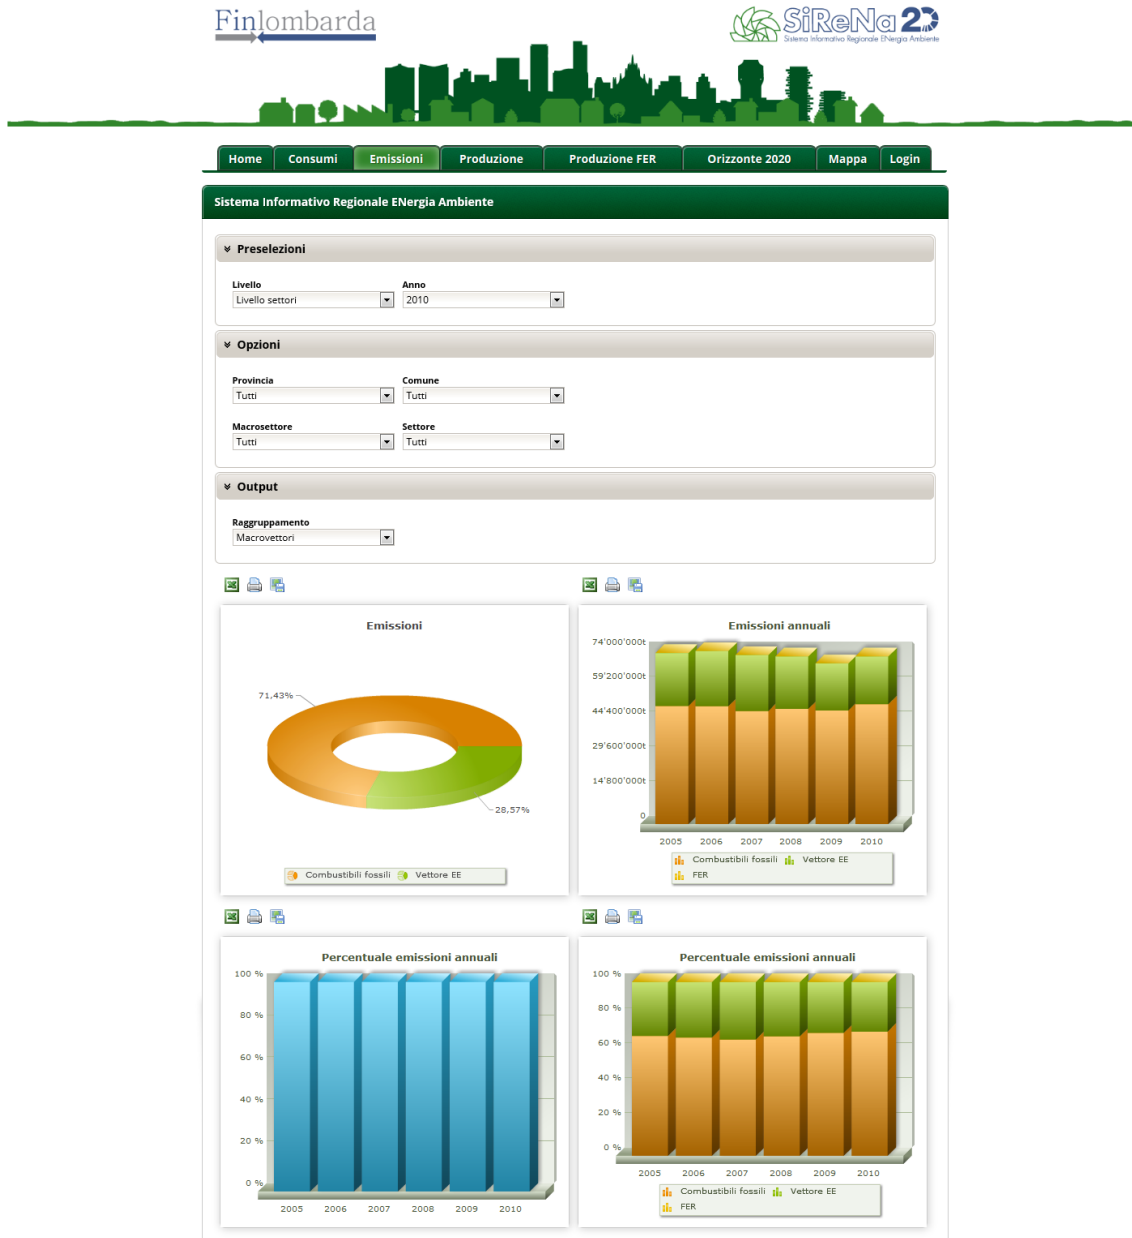 Finlombarda
SiReNa 20
Sistema Informativo Regionale ENergia Ambiente
Home Consumi Emissioni Produzione Produzione FER Orizzonte 2020 Mappa Login
Sistema Informativo Regionale ENergia Ambiente
Preselezioni
Livello Anno
Livello settori 2010
Opzioni
Provincia Comune
Tutti Tutti
Macrosettore Settore
Tutti Tutti
Output
Raggruppamento
Macrovettori
Emissioni
71,43%
28,57%
Combustibili fossili Vettore EE
Emissioni annuali
74'000'000t
59'200'000t
44'400'000t
29'600'000t
14'800'000t
0
2005 2006 2007 2008 2009 2010
Combustibili fossili Vettore EE
FER
Percentuale emissioni annuali
100 %
80 %
60 %
40 %
20 %
0 %
2005 2006 2007 2008 2009 2010
Percentuale emissioni annuali
100 %
80 %
60 %
40 %
20 %
0 %
2005 2006 2007 2008 2009 2010
Combustibili fossili Vettore EE
FER